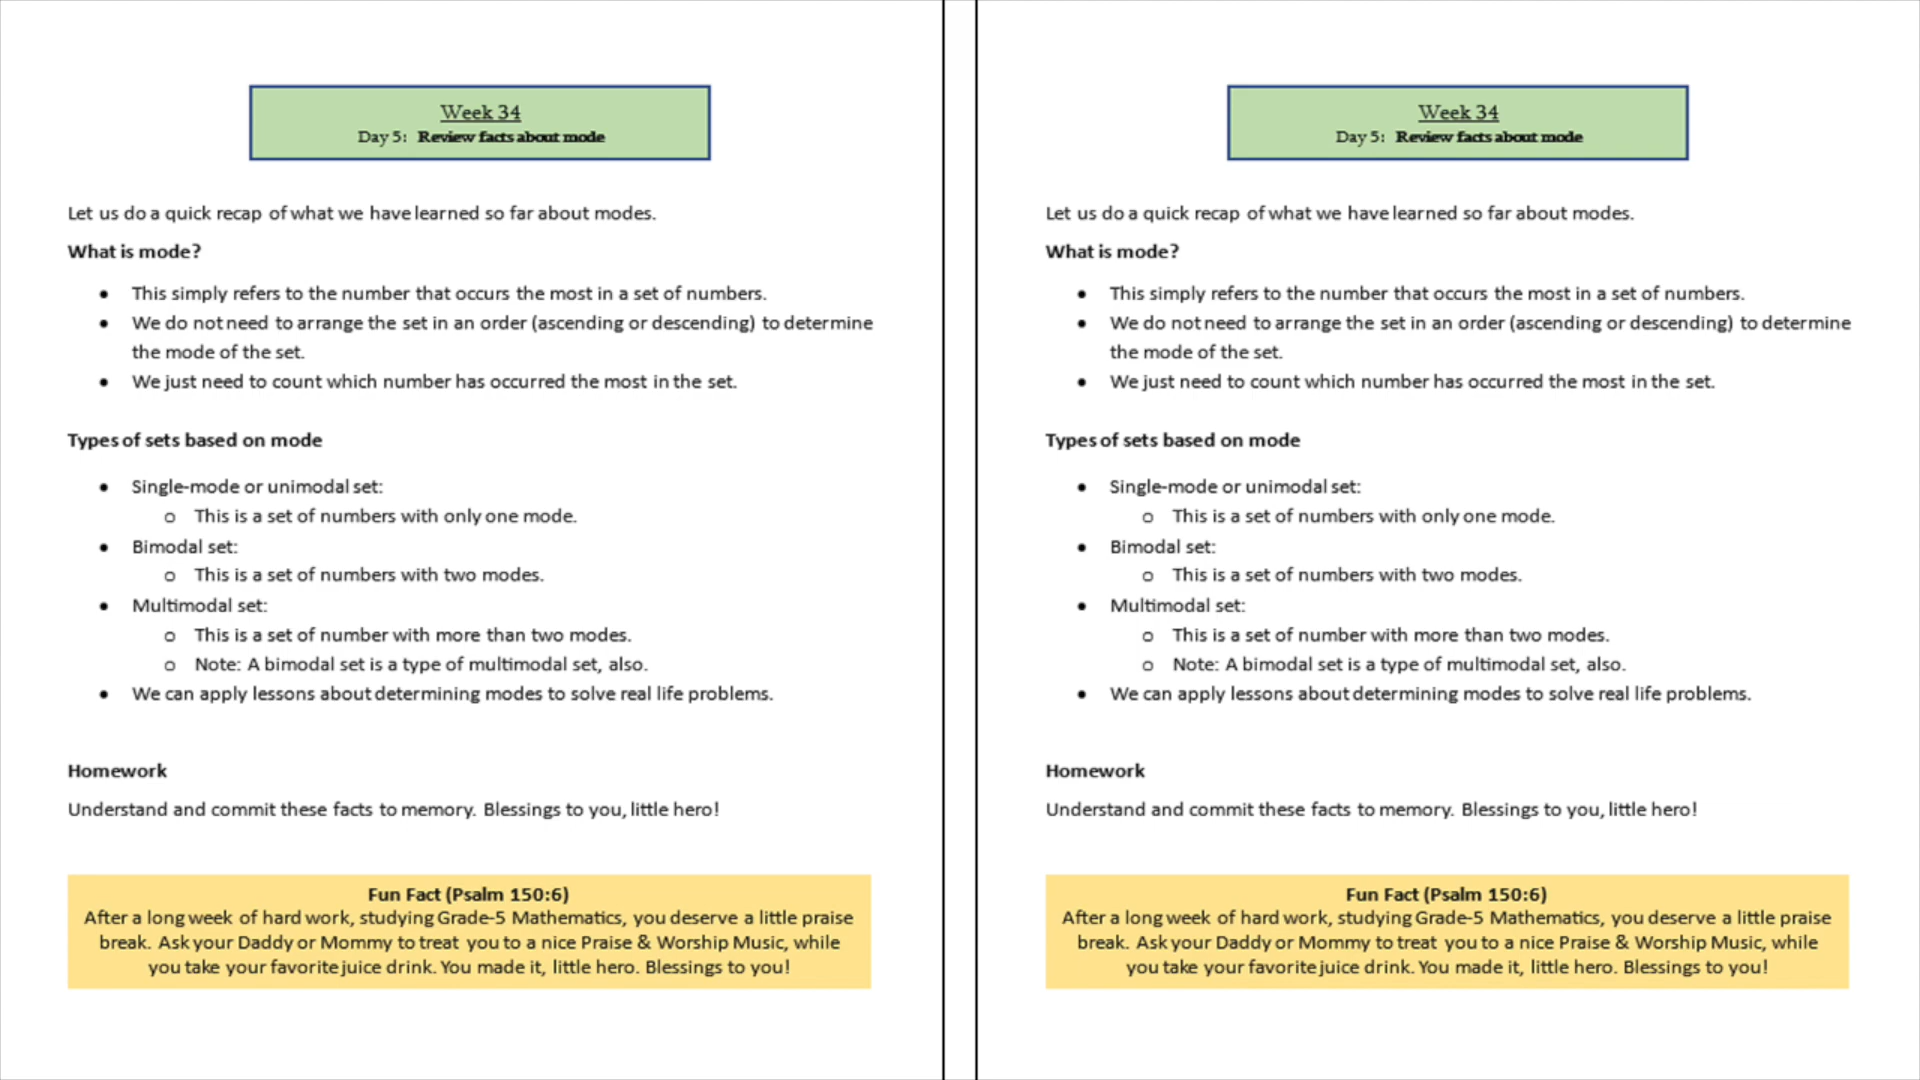 Week 34
Day 5: Review facts about mode
Let us do a quick recap of what we have learned so far about modes.
What is mode?
• This simply refers to the number that occurs the most in a set of numbers.
• We do not need to arrange the set in an order (ascending or descending) to determine
the mode of the set.
• We just need to count which number has occurred the most in the set.
Types of sets based on mode
• Single-mode or unimodal set:
o This is a set of numbers with only one mode.
• Bimodal set:
o This is a set of numbers with two modes.
• Multimodal set:
o This is a set of number with more than two modes.
o Note: A bimodal set is a type of multimodal set, also.
• We can apply lessons about determining modes to solve real life problems.
Homework
Understand and commit these facts to memory. Blessings to you, little hero!
Fun Fact (Psalm 150:6)
After a long week of hard work, studying Grade-5 Mathematics, you deserve a little praise
break. Ask your Daddy or Mommy to treat you to a nice Praise & Worship Music, while
you take your favorite juice drink. You made it, little hero. Blessings to you!
Week 34
Day 5: Review facts about mode
Let us do a quick recap of what we have learned so far about modes.
What is mode?
• This simply refers to the number that occurs the most in a set of numbers.
• We do not need to arrange the set in an order (ascending or descending) to determine
the mode of the set.
• We just need to count which number has occurred the most in the set.
Types of sets based on mode
• Single-mode or unimodal set:
o This is a set of numbers with only one mode.
• Bimodal set:
o This is a set of numbers with two modes.
• Multimodal set:
o This is a set of number with more than two modes.
o Note: A bimodal set is a type of multimodal set, also.
• We can apply lessons about determining modes to solve real life problems.
Homework
Understand and commit these facts to memory. Blessings to you, little hero!
Fun Fact (Psalm 150:6)
After a long week of hard work, studying Grade-5 Mathematics, you deserve a little praise
break. Ask your Daddy or Mommy to treat you to a nice Praise & Worship Music, while
you take your favorite juice drink. You made it, little hero. Blessings to you!